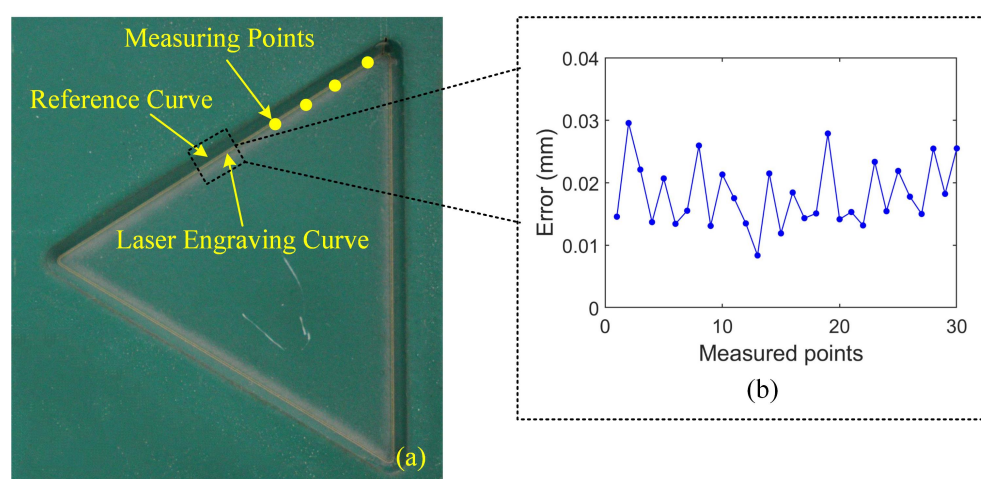 Measuring Points
Reference Curve
Laser Engraving Curve
(a)
0.04
0.03
0.02
0.01
0
Error (mm)
0
10
20
30
Measured points
(b)